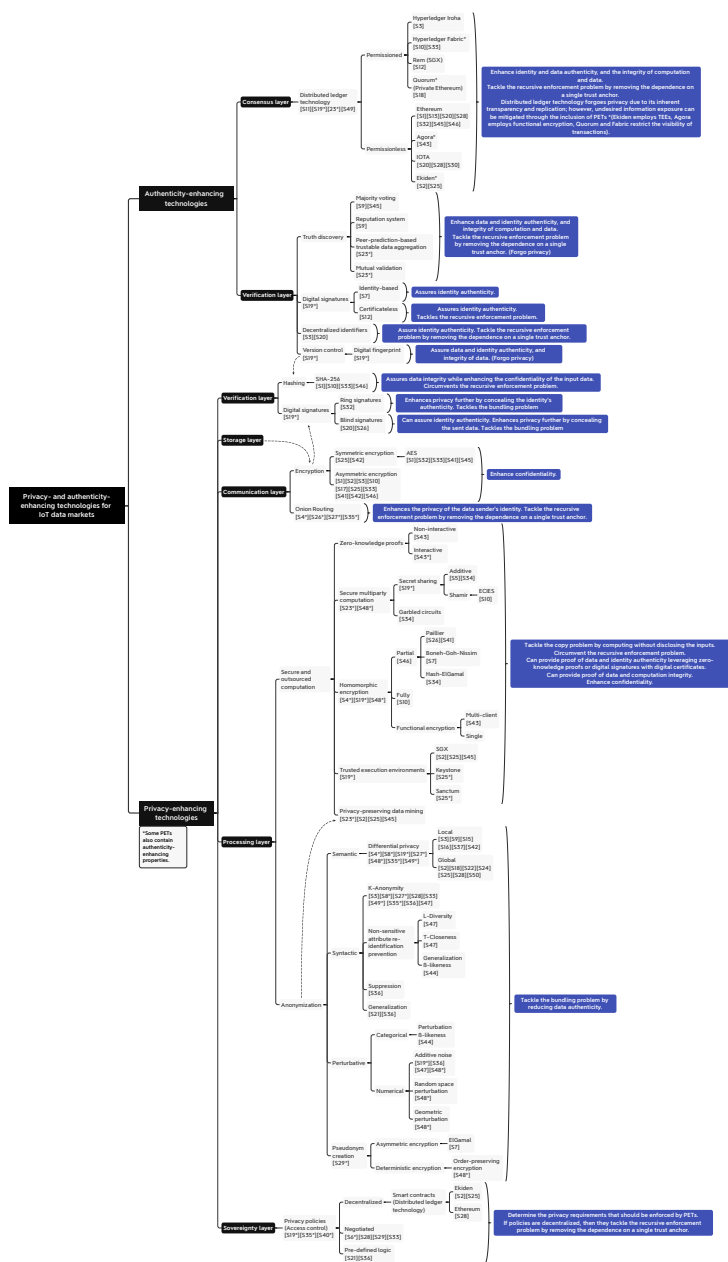 Hyperledger Iroha
[S3]
Hyperledger Fabric*
[S10][S33]
Permissioned
Rem (SGX)
[S12]
Quorum*
(Private Ethereum)
[S18]
Consensus layer
Distributed ledger
technology
[S11][S19*][23*][S49]
Ethereum
[S1][S13][S20][S28]
[S32][S45][S46]
Permissionless
Agora*
[S43]
IOTA
[S20][S28][S30]
Ekiden*
[S2][S25]
Enhance identity and data authenticity, and the integrity of computation
and data.
Tackle the recursive enforcement problem by removing the dependence on
a single trust anchor.
Distributed ledger technology forges privacy due to its inherent
transparency and replication; however, undesired information exposure can
be mitigated through the inclusion of PETs *(Ekiden employs TEEs, Agora
employs functional encryption, Quorum and Fabric restrict the visibility of
transactions).
Authenticity-enhancing
technologies
Majority voting
[S9][S45]
Reputation system
[S9]
Truth discovery
Peer-prediction-based
trustable data aggregation
[S23*]
Mutual validation
[S23*]
Enhance data and identity authenticity, and
integrity of computation and data.
Tackle the recursive enforcement problem
by removing the dependence on a single
trust anchor. (Forgo privacy)
Verification layer
Digital signatures
[S19*]
Identity-based
[S7]
Assures identity authenticity.
Certificateless
[S12]
Assures identity authenticity.
Tackles the recursive enforcement problem.
Decentralized identifiers
[S3][S20]
Assure identity authenticity. Tackle the recursive enforcement
problem by removing the dependence on a single trust anchor.
Version control
[S19*]
Digital fingerprint
[S19*]
Assure data and identity authenticity, and
integrity of data. (Forgo privacy)
Verification layer
Hashing
SHA-256
[S1][S10][S33][S46]
Assures data integrity while enhancing the confidentiality of the input data.
Circumvents the recursive enforcement problem.
Digital signatures
[S19*]
Ring signatures
[S32]
Enhances privacy further by concealing the identity's
authenticity. Tackles the bundling problem
Blind signatures
[S20][S26]
Can assure identity authenticity. Enhances privacy further by concealing
the sent data. Tackles the bundling problem
Storage layer
Privacy- and authenticity-
enhancing technologies for
IoT data markets
Communication layer
Encryption
Symmetric encryption
[S25][S42]
AES
[S1][S32][S33][S41][S45]
Asymmetric encryption
[S1][S2][S3][S10]
[S17][S25][S33]
[S41][S42][S46]
Enhance confidentiality.
Onion Routing
[S4*][S26*][S27*][S35*]
Enhances the privacy of the data sender's identity. Tackle the recursive
enforcement problem by removing the dependence on a single trust anchor.
Zero-knowledge proofs
Non-interactive
[S43]
Interactive
[S43*]
Secure multiparty
computation
[S23*][S48*]
Secret sharing
[S19*]
Additive
[S5][S34]
Shamir
ECIES
[S10]
Garbled circuits
[S34]
Secure and
outsourced
computation
Homomorphic
encryption
[S4*][S19*][S48*]
Partial
[S46]
Paillier
[S26][S41]
Boneh-Goh-Nissim
[S7]
Hash-ElGamal
[S34]
Fully
[S10]
Functional encryption
Multi-client
[S43]
Single
Tackle the copy problem by computing without disclosing the inputs.
Circumvent the recursive enforcement problem.
Can provide proof of data and identity authenticity leveraging zero-
knowledge proofs or digital signatures with digital certificates.
Can provide proof of data and computation integrity.
Enhance confidentiality.
Trusted execution environments
[S19*]
SGX
[S2][S25][S45]
Keystone
[S25*]
Sanctum
[S25*]
Privacy-preserving data mining
[S23*][S2][S25][S45]
Privacy-enhancing
technologies
*Some PETs
also contain
authenticity-
enhancing
properties.
Processing layer
Semantic
Differential privacy
[S4*][S8*][S19*][S27*]
[S48*][S35*][S49*]
Local
[S3][S9][S15]
[S16][S37][S42]
Global
[S2][S18][S22][S24]
[S25][S28][S50]
Syntactic
K-Anonymity
[S3][S8*][S27*][S28][S33]
[S49*] [S35*][S36][S47]
Non-sensitive
attribute re-
identification
prevention
L-Diversity
[S47]
T-Closeness
[S47]
Generalization
ß-likeness
[S44]
Suppression
[S36]
Generalization
[S21][S36]
Anonymization
Tackle the bundling problem by
reducing data authenticity.
Perturbative
Categorical
Perturbation
ß-likeness
[S44]
Numerical
Additive noise
[S19*][S36]
[S47][S48*]
Random space
perturbation
[S48*]
Geometric
perturbation
[S48*]
Pseudonym
creation
[S29*]
Asymmetric encryption
ElGamal
[S7]
Deterministic encryption
Order-preserving
encryption
[S48*]
Sovereignty layer
Privacy policies
(Access control)
[S19*][S35*][S40*]
Decentralized
Smart contracts
(Distributed ledger
technology)
Ekiden
[S2][S25]
Ethereum
[S28]
Negotiated
[S6*][S28][S29][S33]
Pre-defined logic
[S21][S36]
Determine the privacy requirements that should be enforced by PETs.
If policies are decentralized, then they tackle the recursive enforcement
problem by removing the dependence on a single trust anchor.